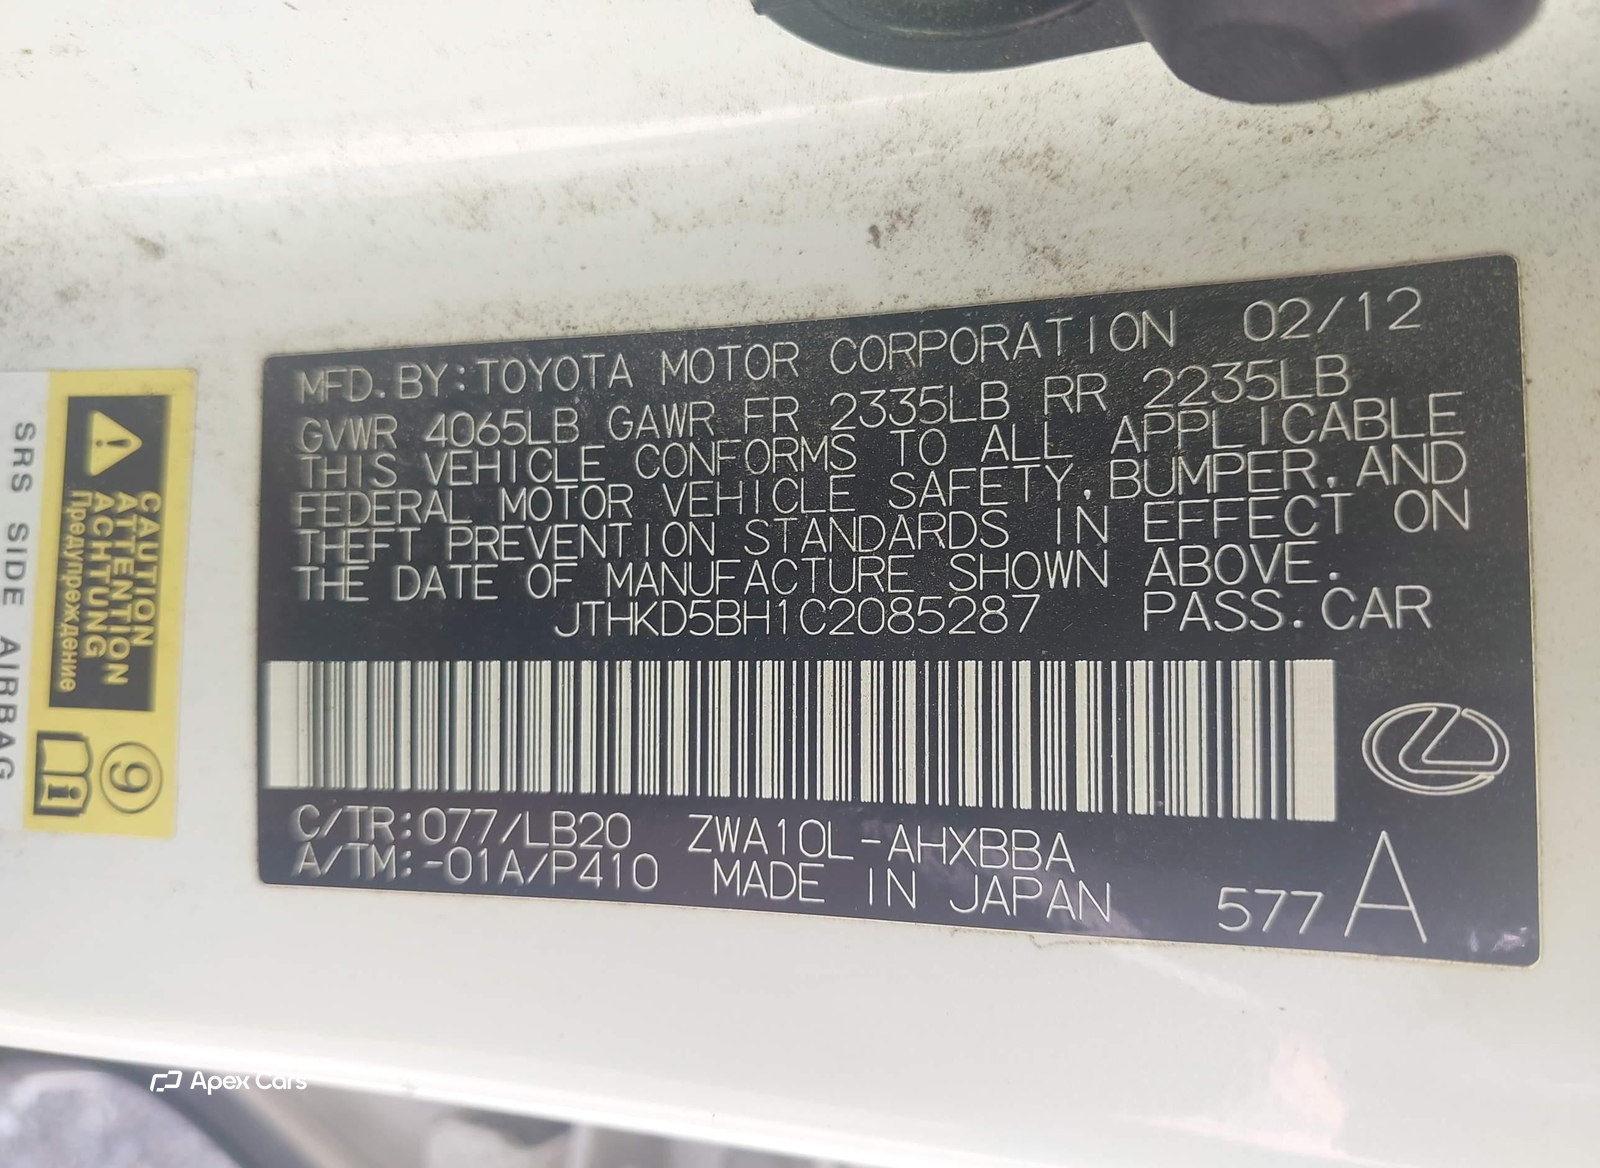 MFD.BY:TOYOTA MOTOR CORPORATION 02/12
GVWR 4065LB GAWR FR 2335LB RR 2235LB
THIS VEHICLE CONFORMS TO ALL APPLICABLE
FEDERAL MOTOR VEHICLE SAFETY,BUMPER,AND
THEFT PREVENTION STANDARDS IN EFFECT ON
THE DATE OF MANUFACTURE SHOWN ABOVE.
JTHKD5BH1C2085287 PASS.CAR
C/TR:077/LB20 ZWA10L-AHXBBA
A/TM:-01A/P410 MADE IN JAPAN
577 A
CAUTION
ATTENTION
ACHTUNG
Предупреждение
9
i
SRS SIDE AIRBAG
Apex Cars